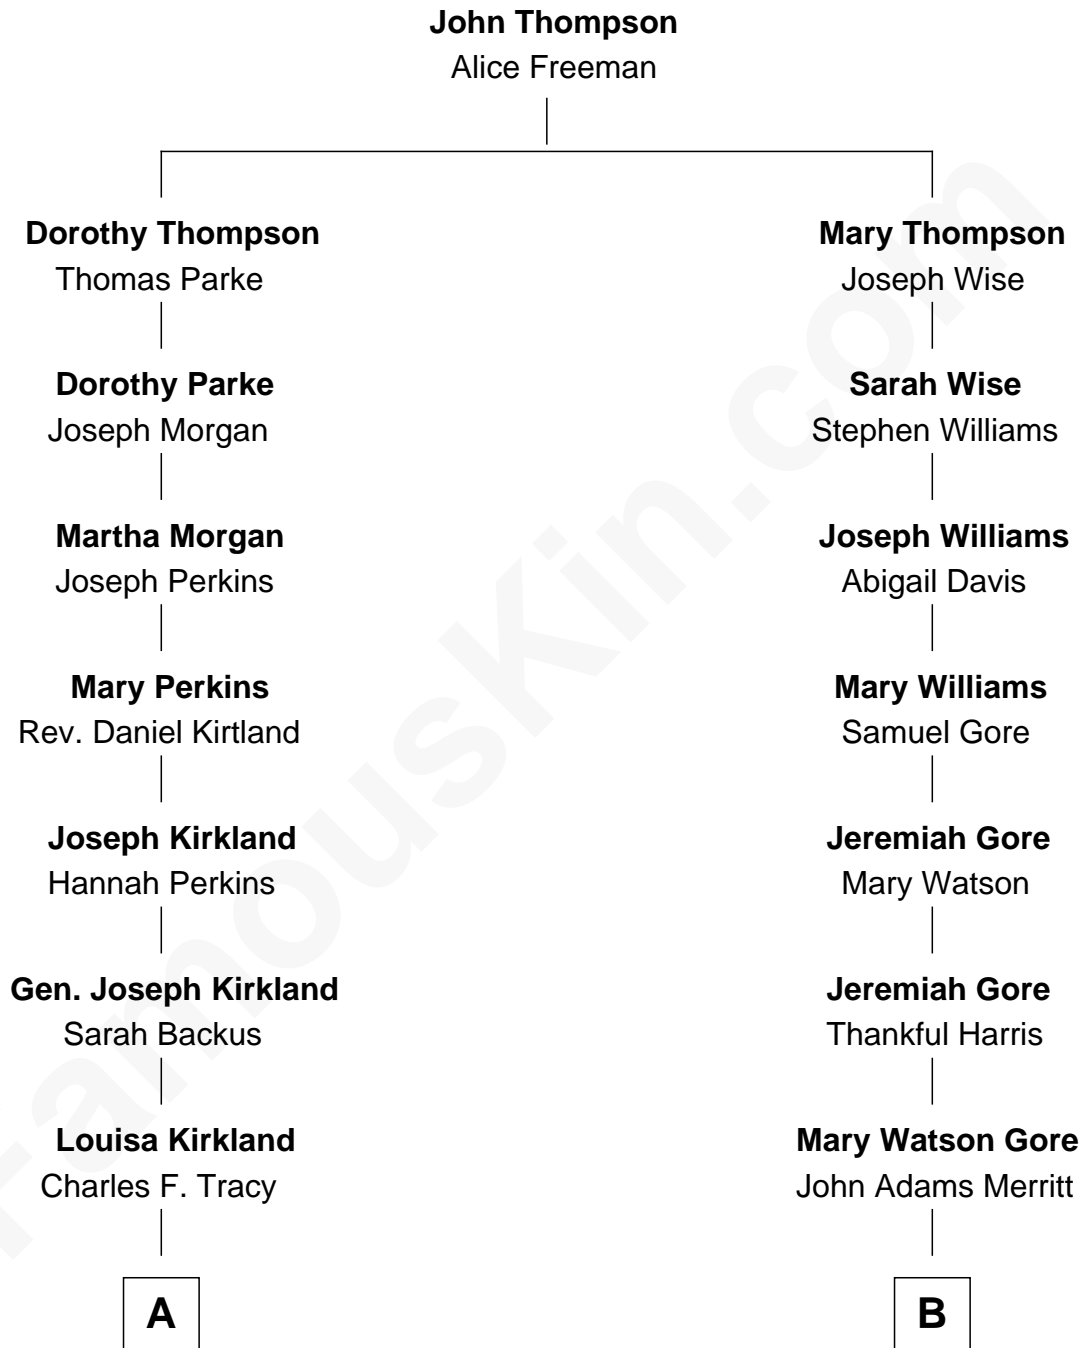 John Thompson
Alice Freeman
Dorothy Thompson
Thomas Parke
Mary Thompson
Joseph Wise
Dorothy Parke
Joseph Morgan
Sarah Wise
Stephen Williams
Martha Morgan
Joseph Perkins
Joseph Williams
Abigail Davis
Mary Perkins
Rev. Daniel Kirtland
Mary Williams
Samuel Gore
Joseph Kirkland
Hannah Perkins
Jeremiah Gore
Mary Watson
Gen. Joseph Kirkland
Sarah Backus
Jeremiah Gore
Thankful Harris
Louisa Kirkland
Charles F. Tracy
Mary Watson Gore
John Adams Merritt
A
B
FamousKin.com